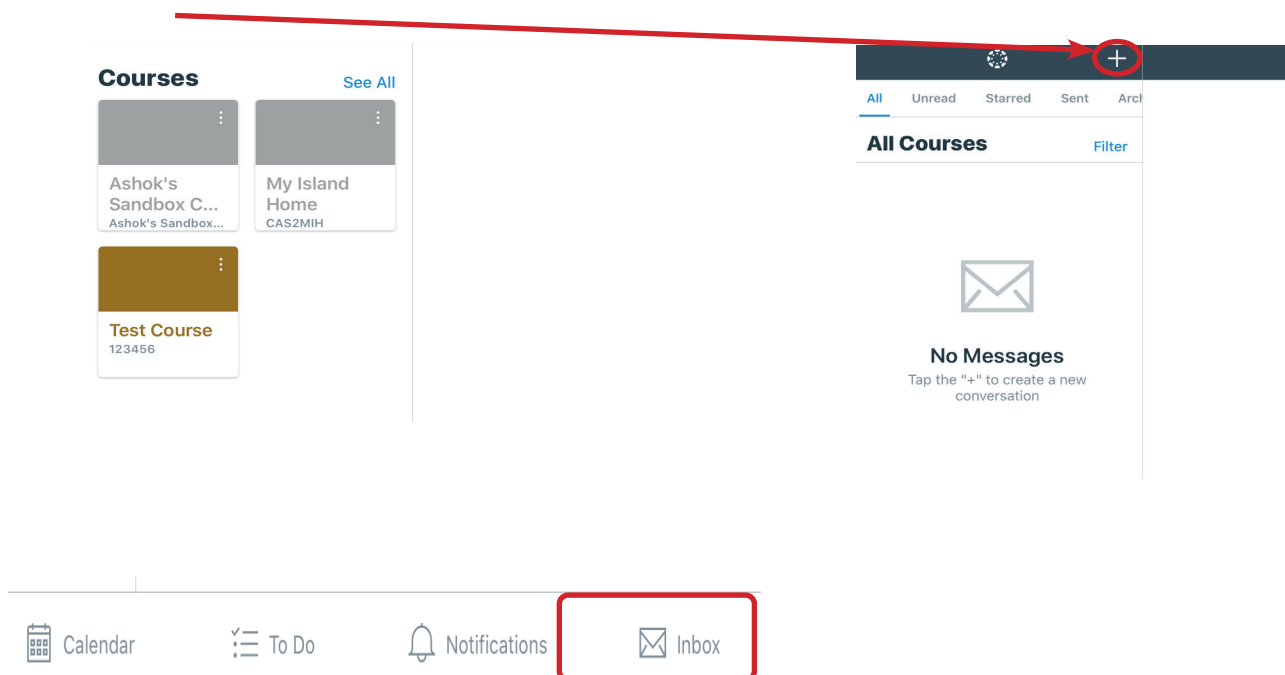 Courses
See All
Ashok's
Sandbox C...
Ashok's Sandbox...
My Island
Home
CAS2MIH
Test Course
123456
All Unread Starred Sent Arch
All Courses
Filter
No Messages
Tap the "+" to create a new
conversation
Calendar To Do Notifications Inbox